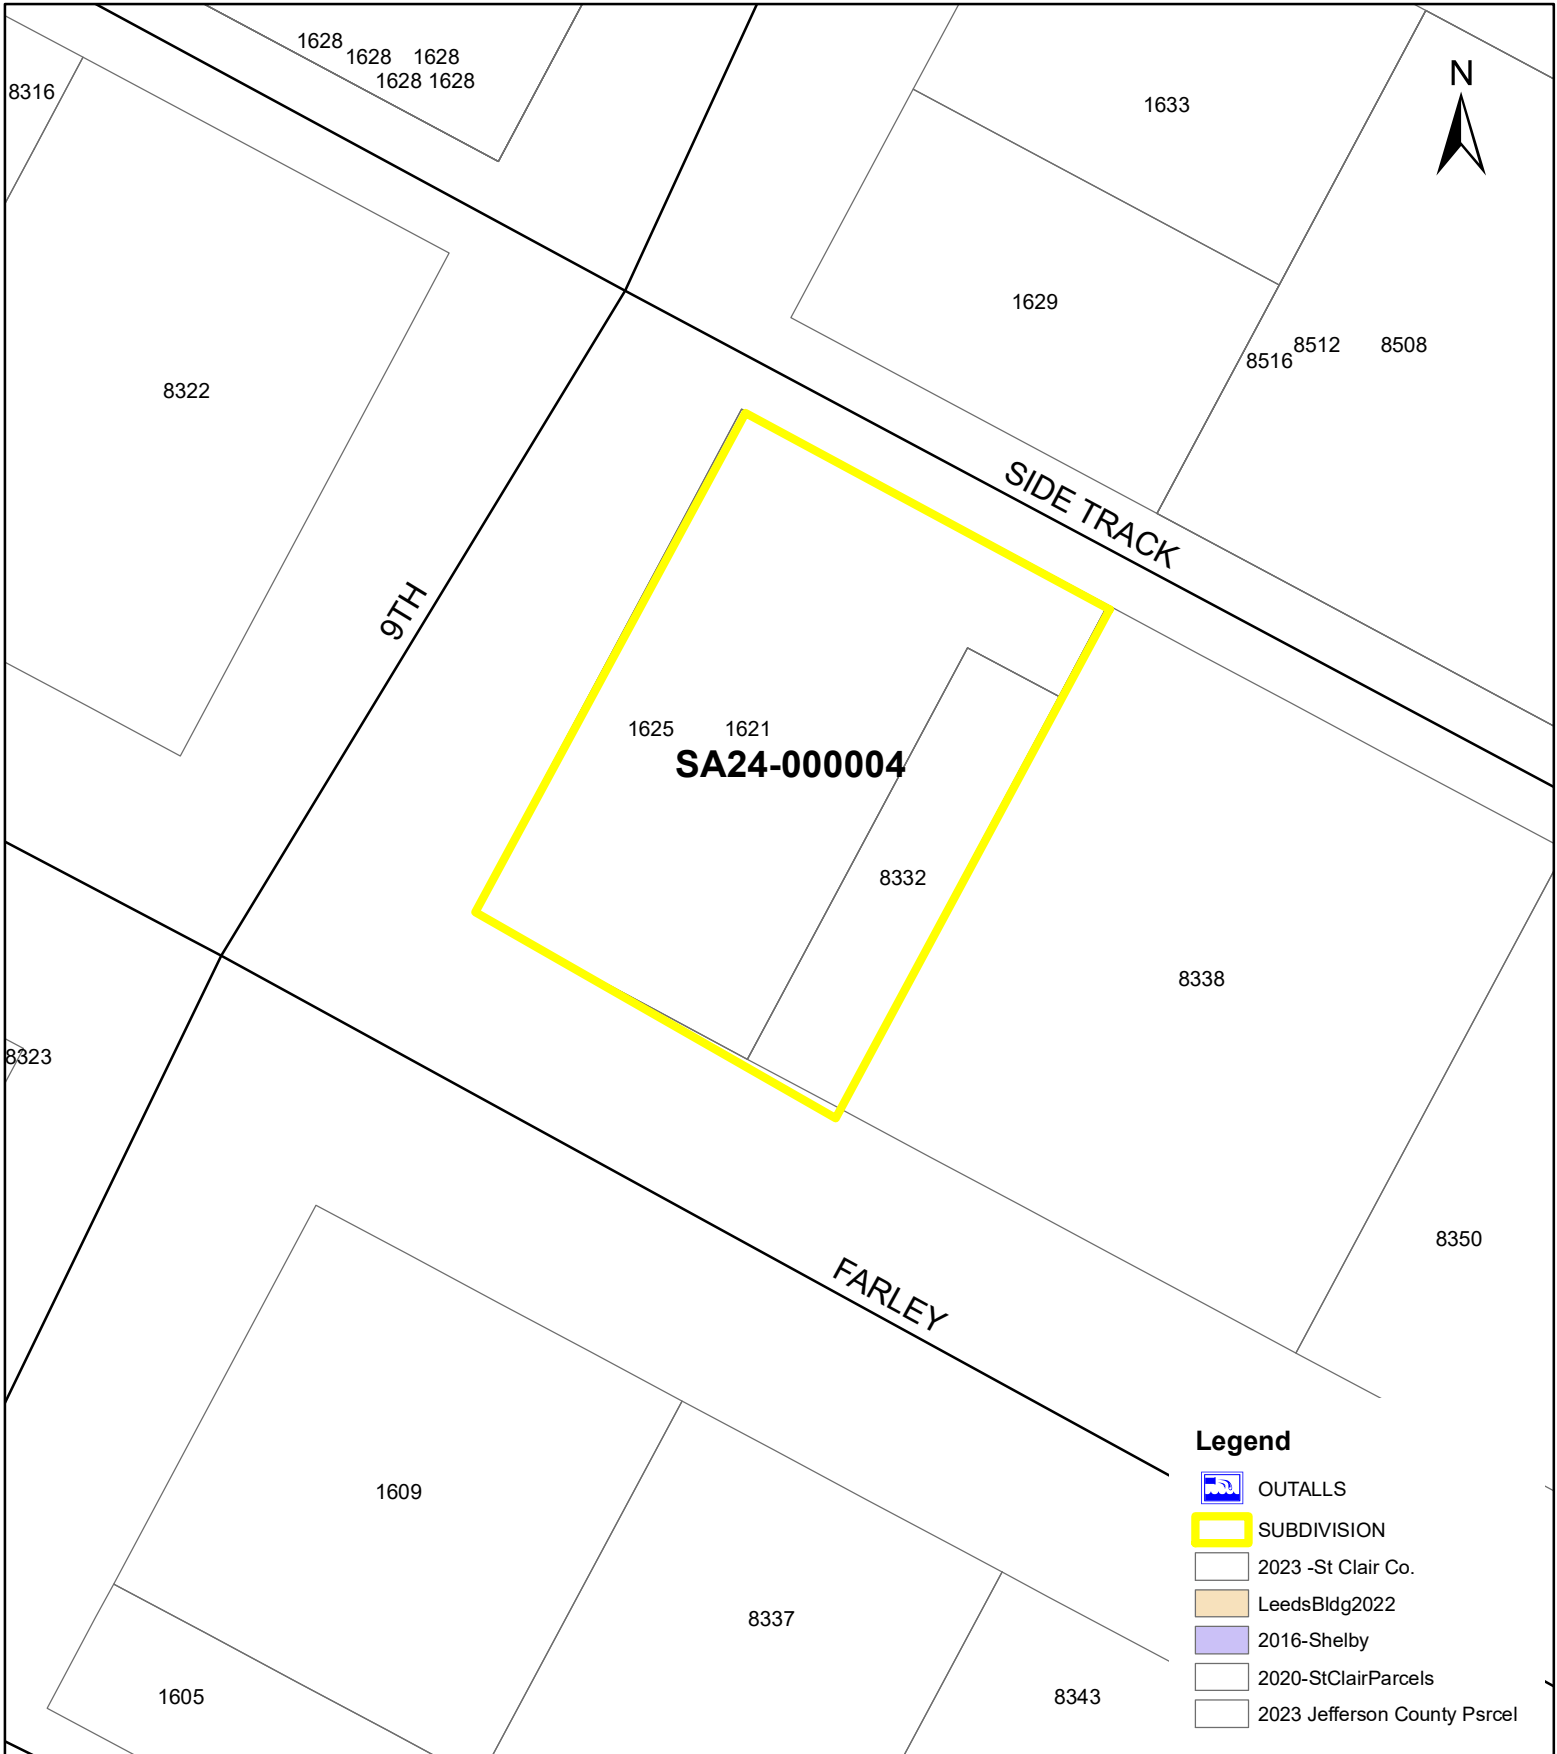 1628
1628 1628
1628 1628
N
8316
1633
1629
8512 8508
8516
8322
SIDE TRACK
9TH
1625 1621
SA24-000004
8332
8338
8323
8350
FARLEY
Legend
OUTALLS
SUBDIVISION
2023 -St Clair Co.
LeedsBldg2022
2016-Shelby
2020-StClairParcels
2023 Jefferson County Psrcel
1609
8337
1605
8343